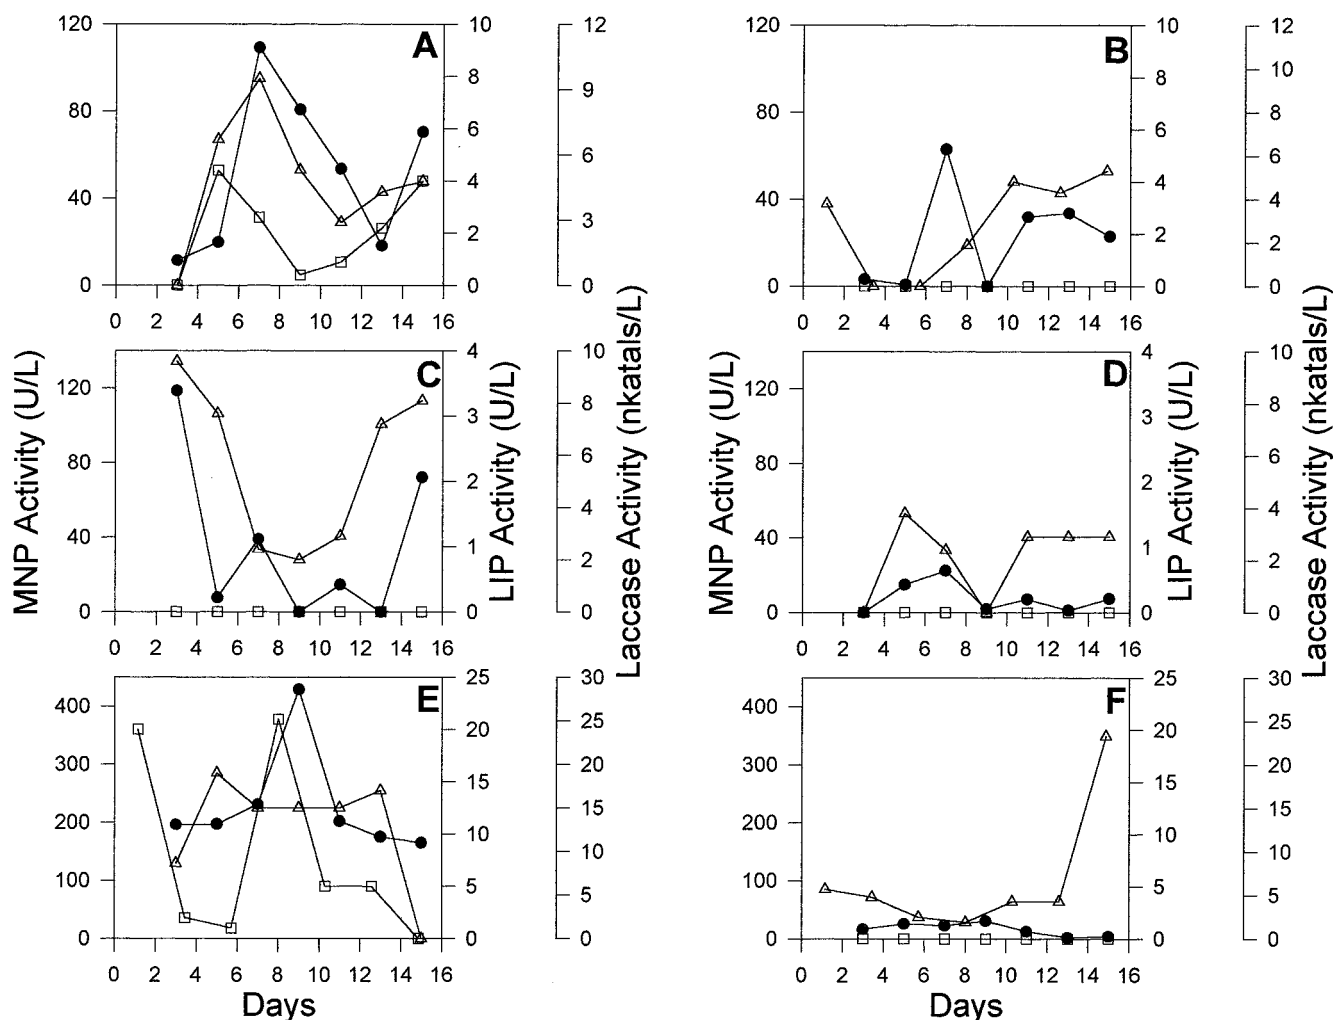 120 10 12 120 10 12
A B
8 8 10
80 9 80 8
6 6
6 6
4 4
40 40 4
3 2
2 2
0 0 0 0 0 0
0 2 4 6 8 10 12 14 16 0 2 4 6 8 10 12 14 16
4 10 4 10
C D
120 8 120 8
3 3
80 6 80 6
2 2
4 4
40 1 40 1
2 2
0 0 0 0 0 0
0 2 4 6 8 10 12 14 16 0 2 4 6 8 10 12 14 16
MNP Activity (U/L)
LIP Activity (U/L)
Laccase Activity (nkatals/L)
MNP Activity (U/L)
LIP Activity (U/L)
Laccase Activity (nkatals/L)
25 30 25 30
E F
400 25 400 25
20 20
300 20 300 20
15 15
200 15 200 15
10 10
10 10
100 5 100 5
5 5
0 0 0 0 0 0
0 2 4 6 8 10 12 14 16 0 2 4 6 8 10 12 14 16
Days Days